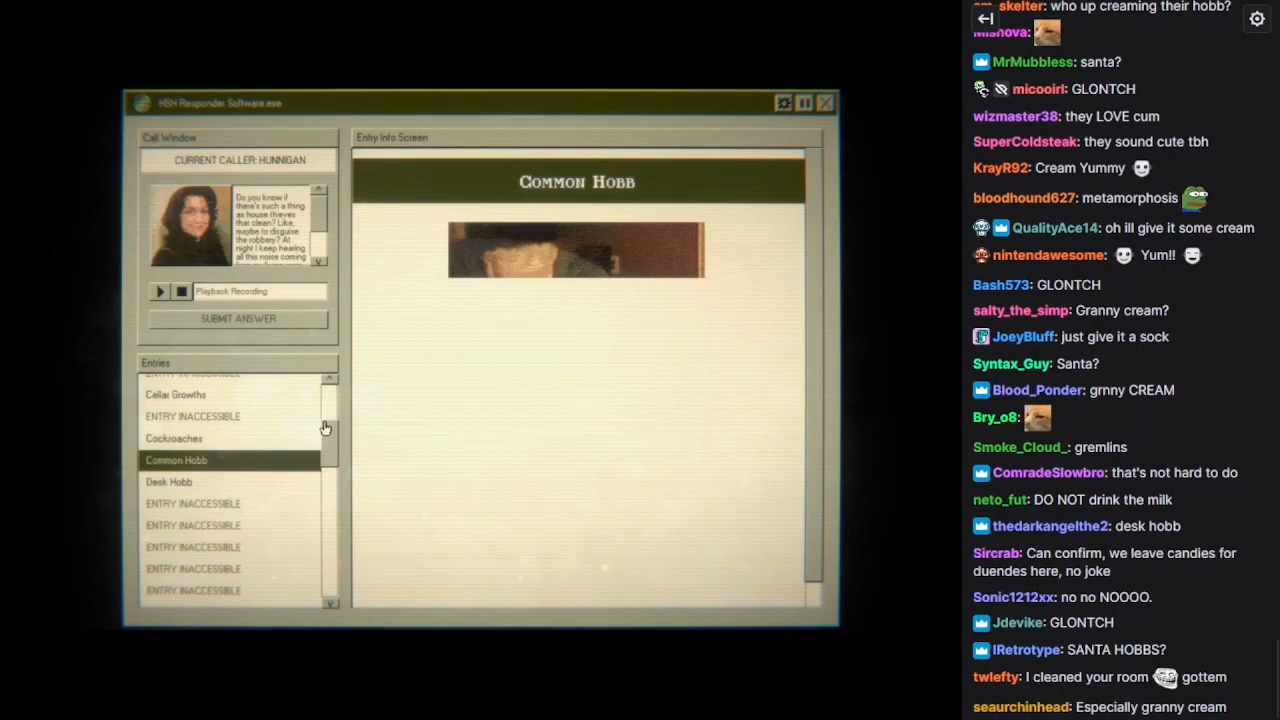 HSH Responder Software.exe
Call Window
CURRENT CALLER: HUNNIGAN
Do you know if
there's such a thing
as house thieves
that clean? Like,
maybe to disguise
the robbery? At
night I keep hearing
all this noise coming
Playback Recording
SUBMIT ANSWER
Entries
ENTRY INACCESSIBLE
Cellar Growths
ENTRY INACCESSIBLE
Cockroaches
Common Hobb
Desk Hobb
ENTRY INACCESSIBLE
ENTRY INACCESSIBLE
ENTRY INACCESSIBLE
ENTRY INACCESSIBLE
ENTRY INACCESSIBLE
Entry Info Screen
Common Hobb
skelter: who up creaming their hobb?
Mishova:
MrMubbless: santa?
micooirl: GLONTCH
wizmaster38: they LOVE cum
SuperColdsteak: they sound cute tbh
KrayR92: Cream Yummy
bloodhound627: metamorphosis
QualityAce14: oh ill give it some cream
nintendawesome: Yum!!
Bash573: GLONTCH
salty_the_simp: Granny cream?
JoeyBluff: just give it a sock
Syntax_Guy: Santa?
Blood_Ponder: grnny CREAM
Bry_o8:
Smoke_Cloud_: gremlins
ComradeSlowbro: that's not hard to do
neto_fut: DO NOT drink the milk
thedarkangelthe2: desk hobb
Sircrab: Can confirm, we leave candies for
duendes here, no joke
Sonic1212xx: no no NOOOO.
Jdevike: GLONTCH
IRetrotype: SANTA HOBBS?
twlefty: I cleaned your room gottem
seaurchinhead: Especially granny cream